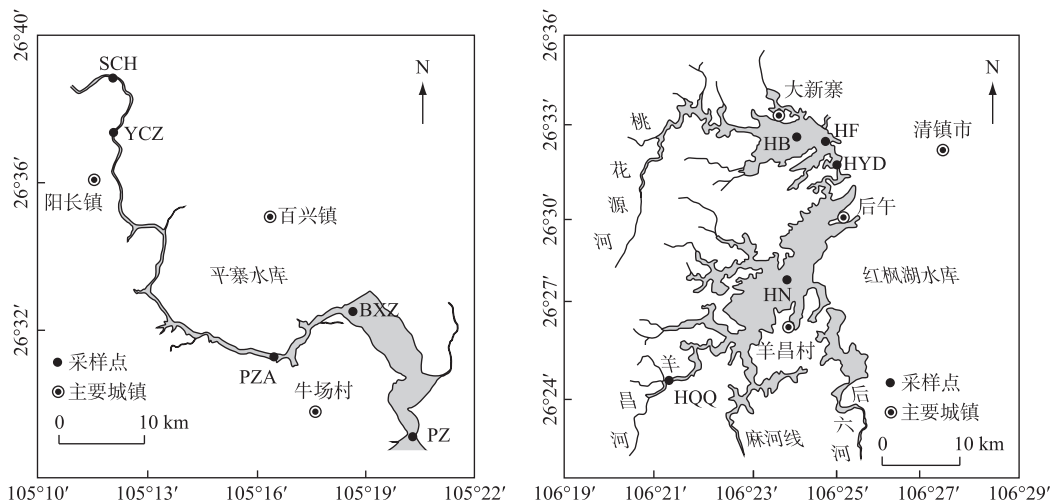 26°40′
26°36′
26°32′
SCH
YCZ
阳长镇
百兴镇
平寨水库
BXZ
PZA
牛场村
PZ
N
采样点
主要城镇
0 10 km
105°10′ 105°13′ 105°16′ 105°19′ 105°22′
26°36′
26°33′
26°30′
26°27′
26°24′
N
大新寨
桃花源河
HB
HF
HYD
清镇市
后午
红枫湖水库
HN
羊昌村
羊昌河
HQQ
麻河线
后六河
采样点
主要城镇
0 10 km
106°19′ 106°21′ 106°23′ 106°25′ 106°27′ 106°29′